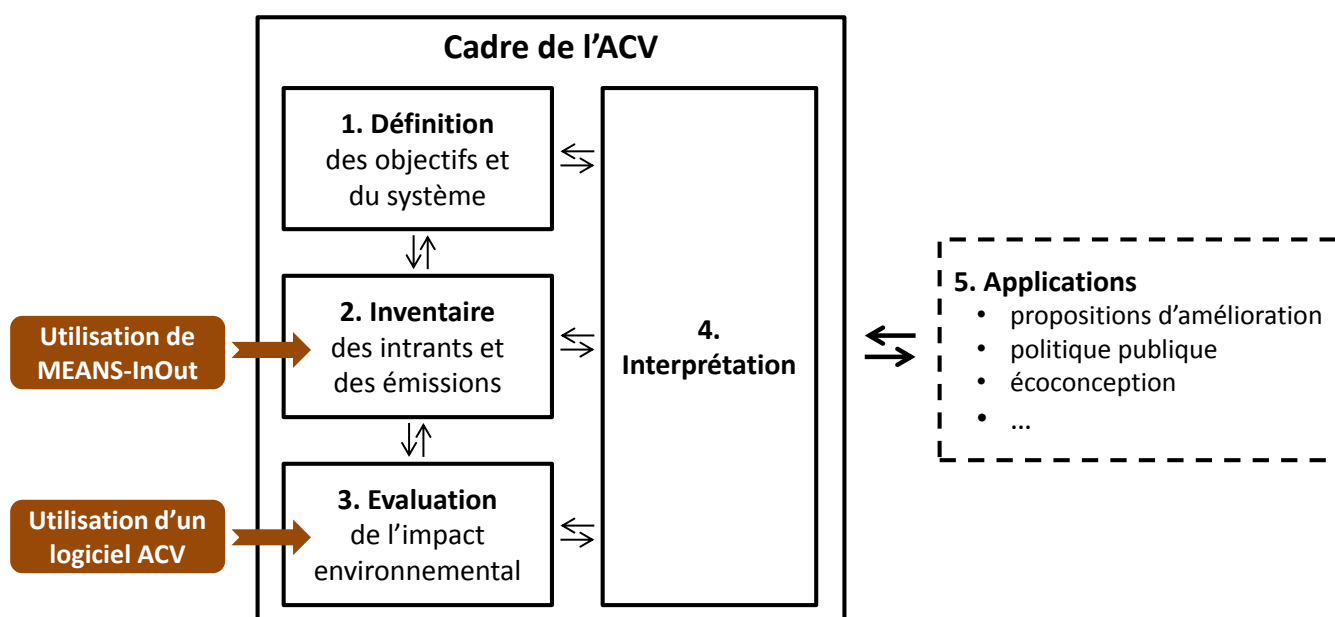 Cadre de l’ACV
1. Définition
des objectifs et
du système
2. Inventaire
des intrants et
des émissions
3. Evaluation
de l’impact
environnemental
4.
Interprétation
Utilisation de
MEANS-InOut
Utilisation d’un
logiciel ACV
5. Applications
• propositions d’amélioration
• politique publique
• écoconception
• ...